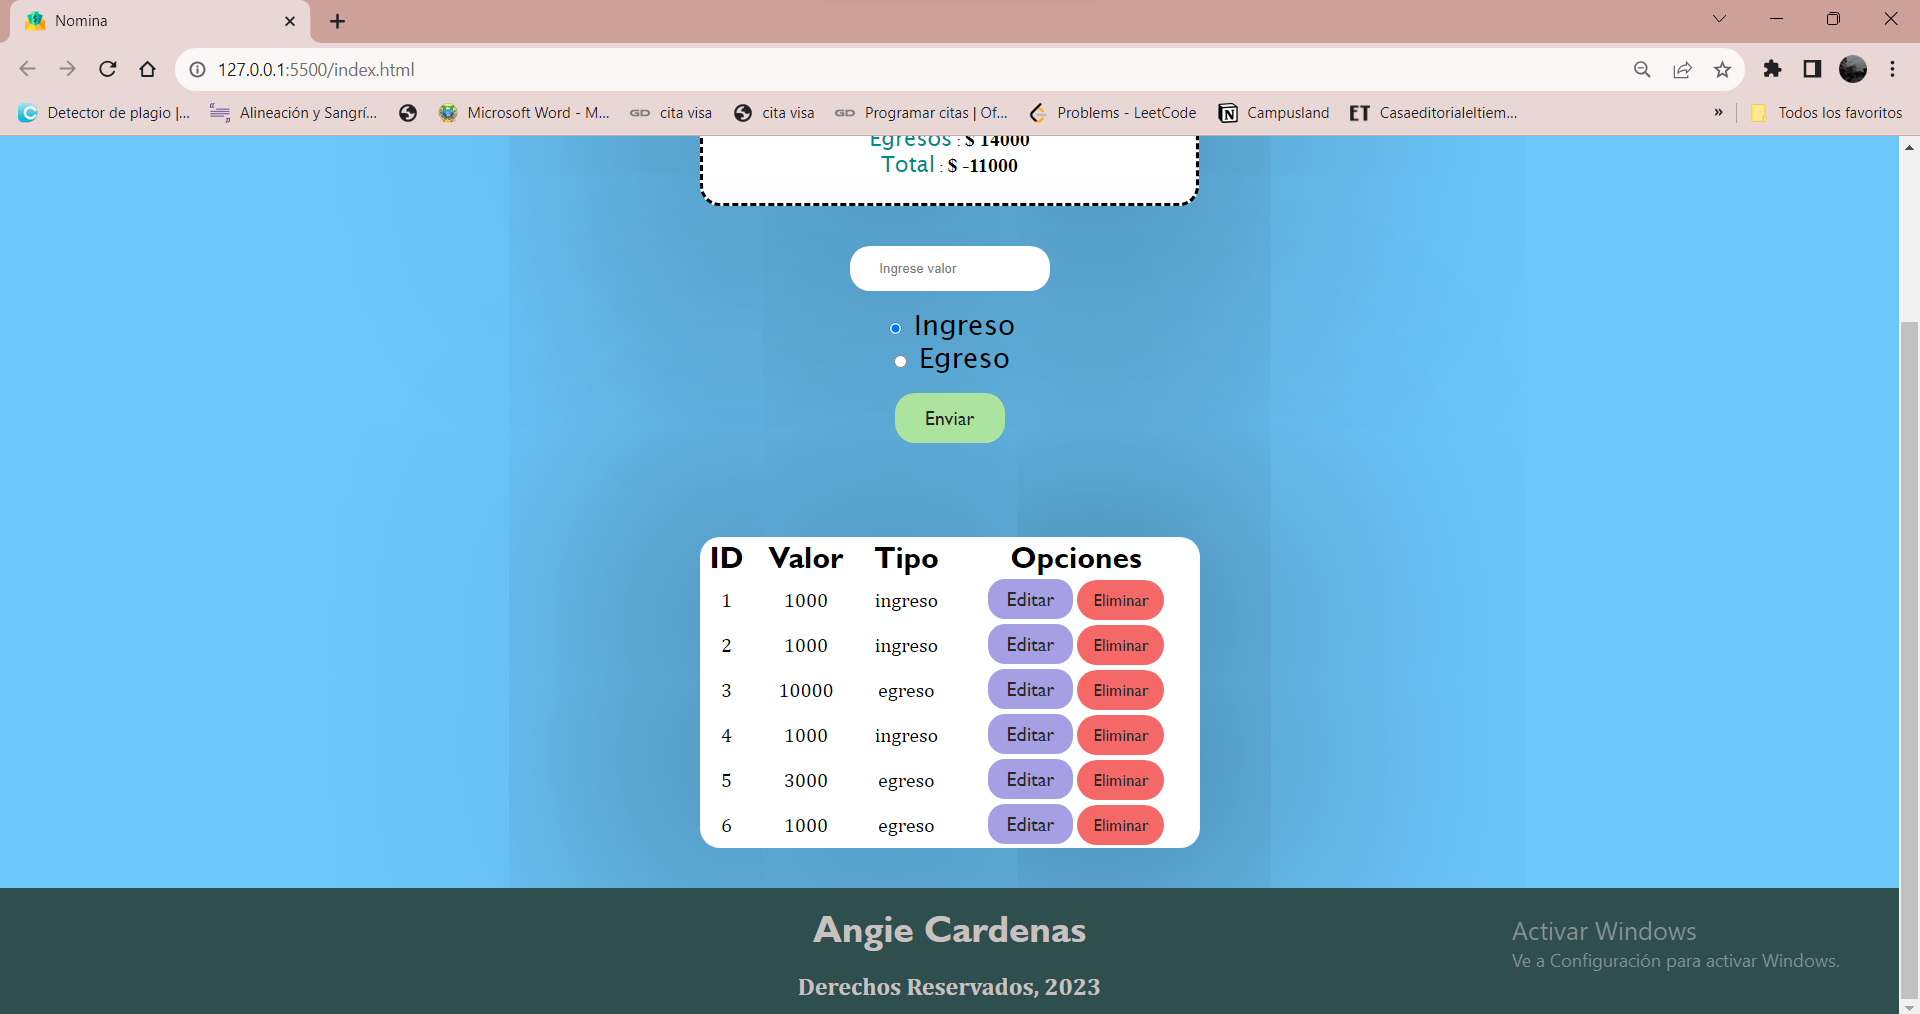 Nomina
127.0.0.1:5500/index.html
Detector de plagio |... Alineación y Sangrí... Microsoft Word - M... GD cita visa cita visa GD Programar citas | Of... Problems - LeetCode Campusland ET Casaeditorialeltiem... » Todos los favoritos
Egresos : $ 14000
Total : $ -11000
Ingrese valor
Ingreso
Egreso
Enviar
ID Valor Tipo Opciones
1 1000 ingreso Editar Eliminar
2 1000 ingreso Editar Eliminar
3 10000 egreso Editar Eliminar
4 1000 ingreso Editar Eliminar
5 3000 egreso Editar Eliminar
6 1000 egreso Editar Eliminar
Angie Cardenas
Derechos Reservados, 2023
Activar Windows
Ve a Configuración para activar Windows.